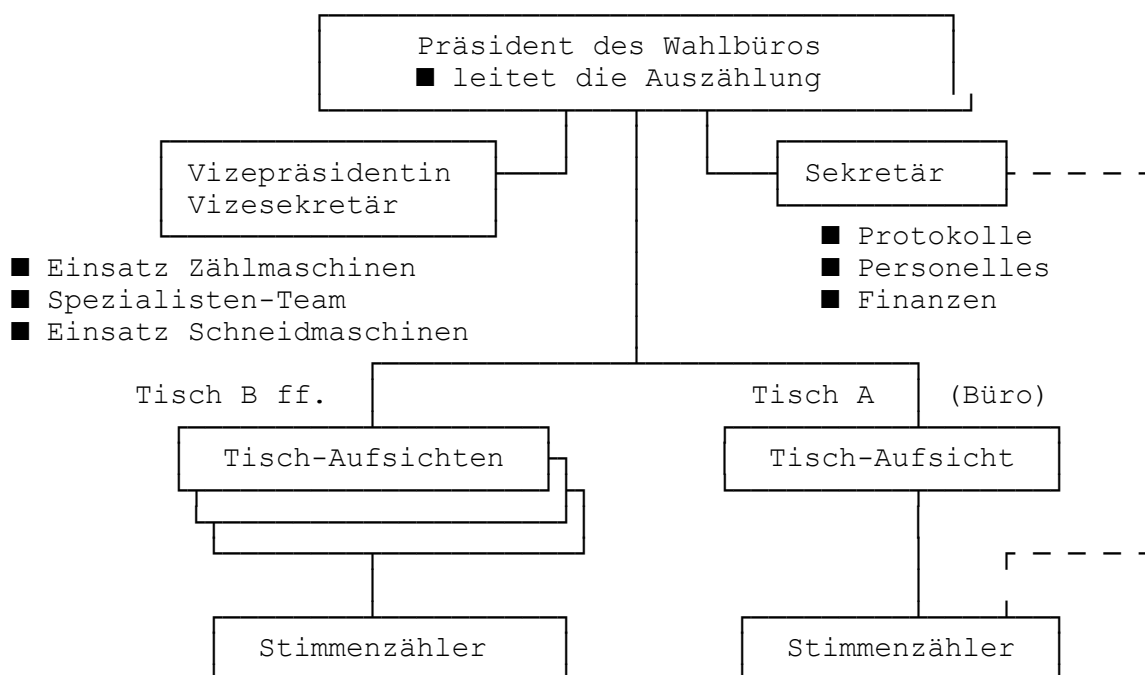 Präsident des Wahlbüros
■ leitet die Auszählung
Vizepräsidentin
Vizesekretär
Sekretär
■ Einsatz Zählmaschinen
■ Spezialisten-Team
■ Einsatz Schneidmaschinen
■ Protokolle
■ Personelles
■ Finanzen
Tisch B ff.
Tisch A (Büro)
Tisch-Aufsichten
Tisch-Aufsicht
Stimmenzähler
Stimmenzähler